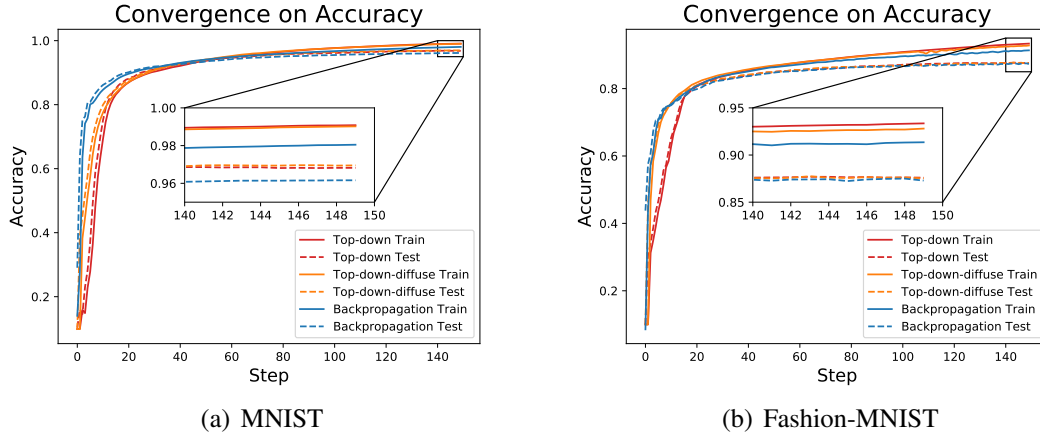 Convergence on Accuracy
1.0
0.8
0.6
0.4
0.2
Accuracy
1.00
0.98
0.96
140 142 144 146 148 150
Top-down Train
Top-down Test
Top-down-diffuse Train
Top-down-diffuse Test
Backpropagation Train
Backpropagation Test
0 20 40 60 80 100 120 140
Step
(a) MNIST
Convergence on Accuracy
0.8
0.6
0.4
0.2
Accuracy
0.95
0.90
0.85
140 142 144 146 148 150
Top-down Train
Top-down Test
Top-down-diffuse Train
Top-down-diffuse Test
Backpropagation Train
Backpropagation Test
0 20 40 60 80 100 120 140
Step
(b) Fashion-MNIST